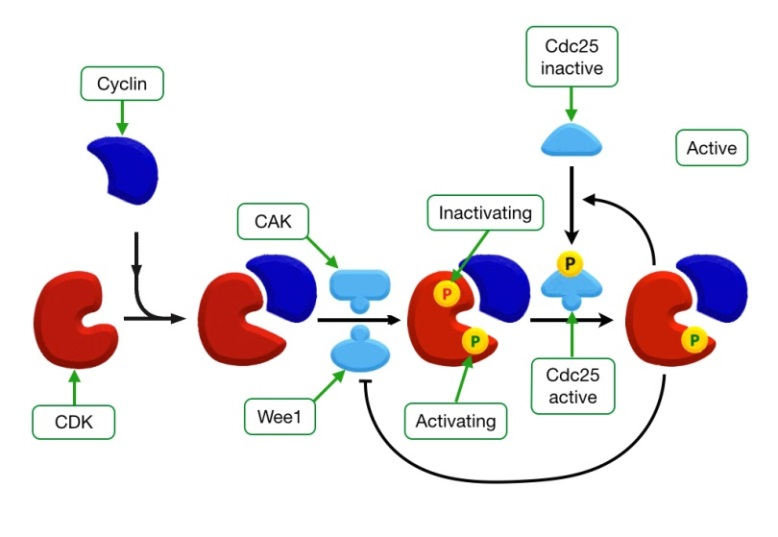 Cdc25
inactive
Cyclin
Active
CAK
Inactivating
P
P
P
P
Cdc25
active
Wee1
Activating
CDK